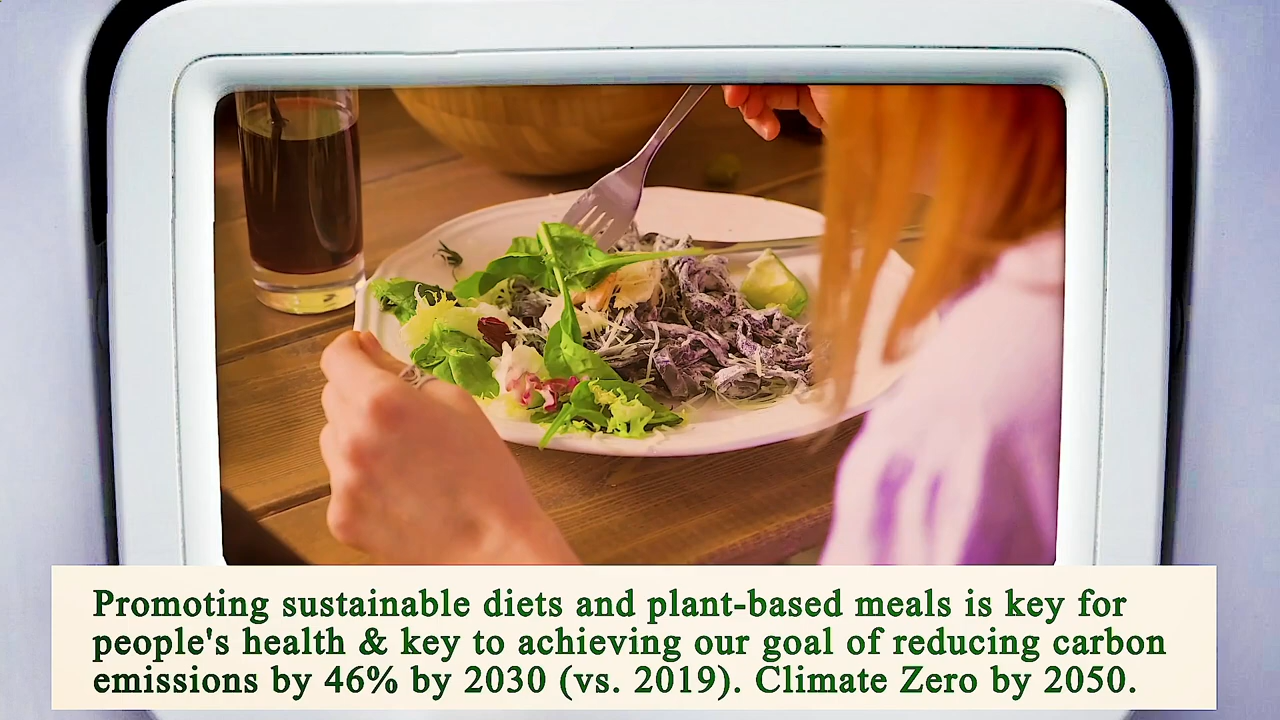 Promoting sustainable diets and plant-based meals is key for
people's health & key to achieving our goal of reducing carbon
emissions by 46% by 2030 (vs. 2019). Climate Zero by 2050.